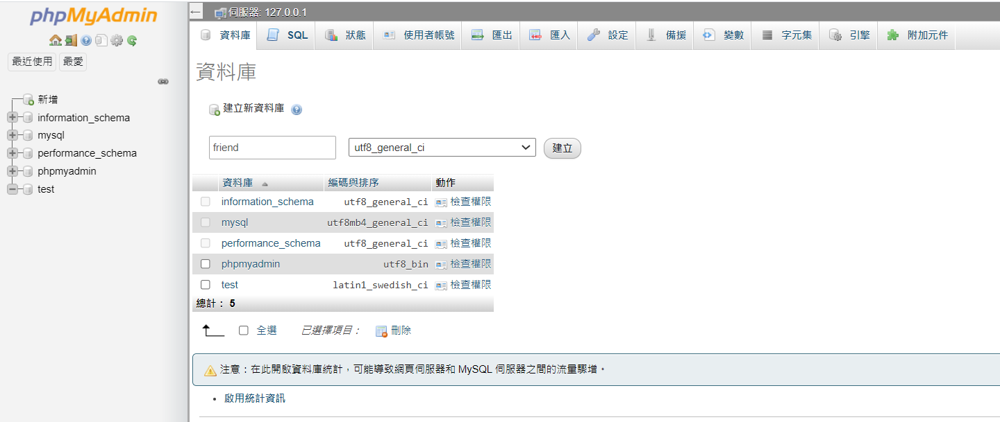 phpMyAdmin
最近使用 最愛
新增
information_schema
mysql
performance_schema
phpmyadmin
test
伺服器: 127.0.0.1
資料庫 SQL 狀態 使用者帳號 匯出 匯入 設定 備援 變數 字元集 引擎 附加元件
資料庫
建立新資料庫
friend utf8_general_ci 建立
資料庫 編碼與排序 動作
information_schema utf8_general_ci 檢查權限
mysql utf8mb4_general_ci 檢查權限
performance_schema utf8_general_ci 檢查權限
phpmyadmin utf8_bin 檢查權限
test latin1_swedish_ci 檢查權限
總計： 5
全選 已選擇項目： 刪除
注意：在此開啟資料庫統計，可能導致網頁伺服器和 MySQL 伺服器之間的流量驟增。
• 啟用統計資訊